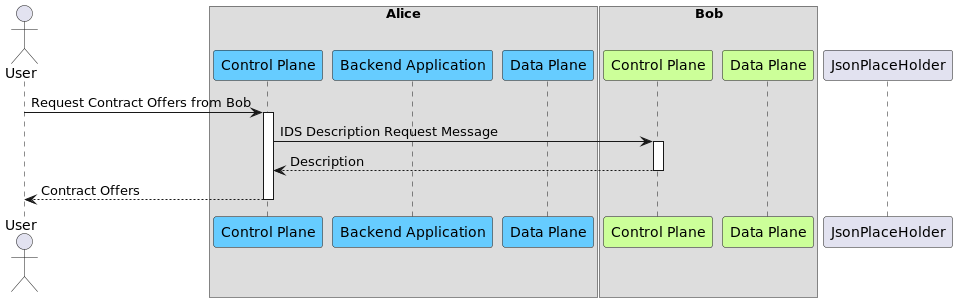 Alice
Bob
User
Control Plane
Backend Application
Data Plane
Control Plane
Data Plane
JsonPlaceHolder
Request Contract Offers from Bob
IDS Description Request Message
Description
Contract Offers
User
Control Plane
Backend Application
Data Plane
Control Plane
Data Plane
JsonPlaceHolder